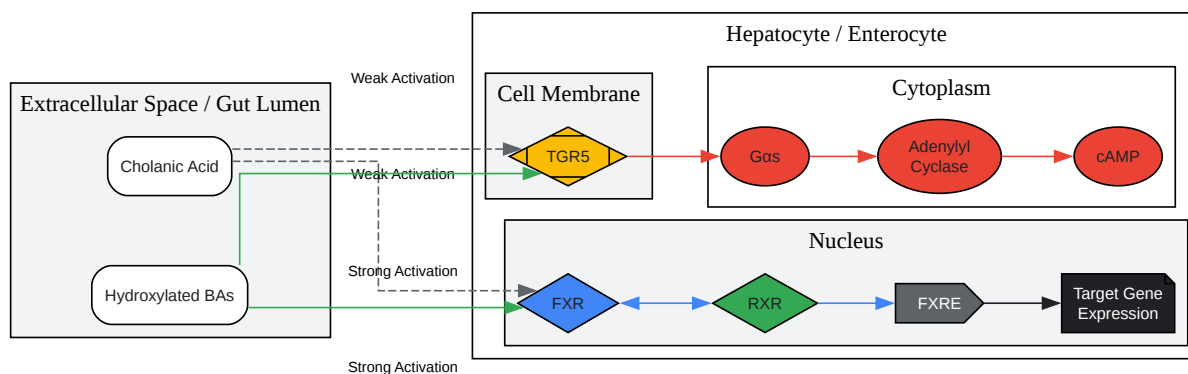 Hepatocyte / Enterocyte
Weak Activation
Cell Membrane
Cytoplasm
Extracellular Space / Gut Lumen
Cholanic Acid
TGR5
Gαs
Adenylyl
Cyclase
cAMP
Weak Activation
Nucleus
Strong Activation
Hydroxylated BAs
FXR
RXR
FXRE
Target Gene
Expression
Strong Activation